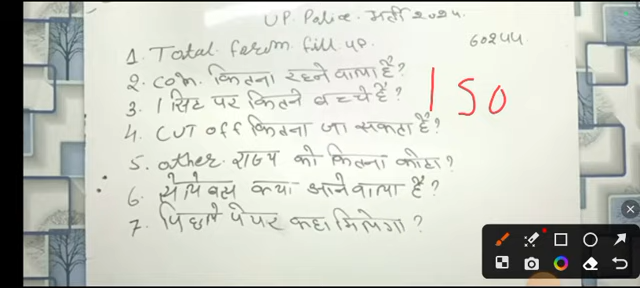 UP Police भर्ती 2024.
60244
1. Total farom fill up.
2. com. कितना रहने वाला है?
3. 1 सिट पर कितने बच्चे हैं?
150
4. CUT off कितना जा सकता है?
5. other राज्य को कितना कोटा?
6. सेलेबस क्या आने वाला है?
7. पिछले पेपर कहा मिलेगा?